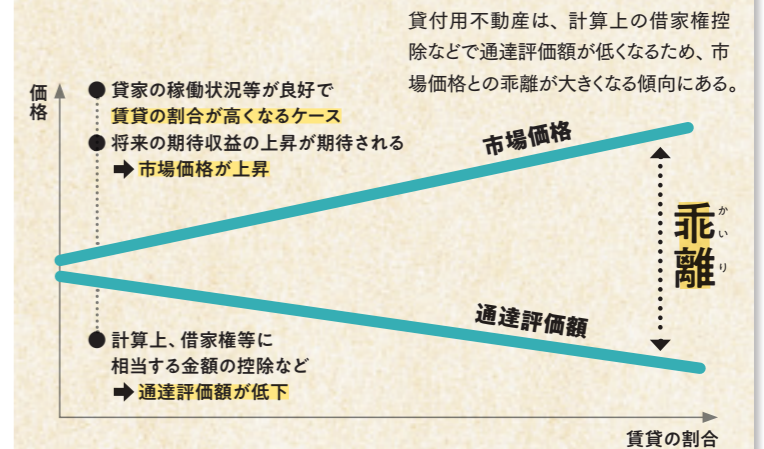 貸付用不動産は、計算上の借家権控
除などで通達評価額が低くなるため、市
場価格との乖離が大きくなる傾向にある。
価格
● 貸家の稼働状況等が良好で
賃貸の割合が高くなるケース
● 将来の期待収益の上昇が期待される
➡ 市場価格が上昇
市場価格
乖離
かいり
通達評価額
● 計算上、借家権等に
相当する金額の控除など
➡ 通達評価額が低下
賃貸の割合